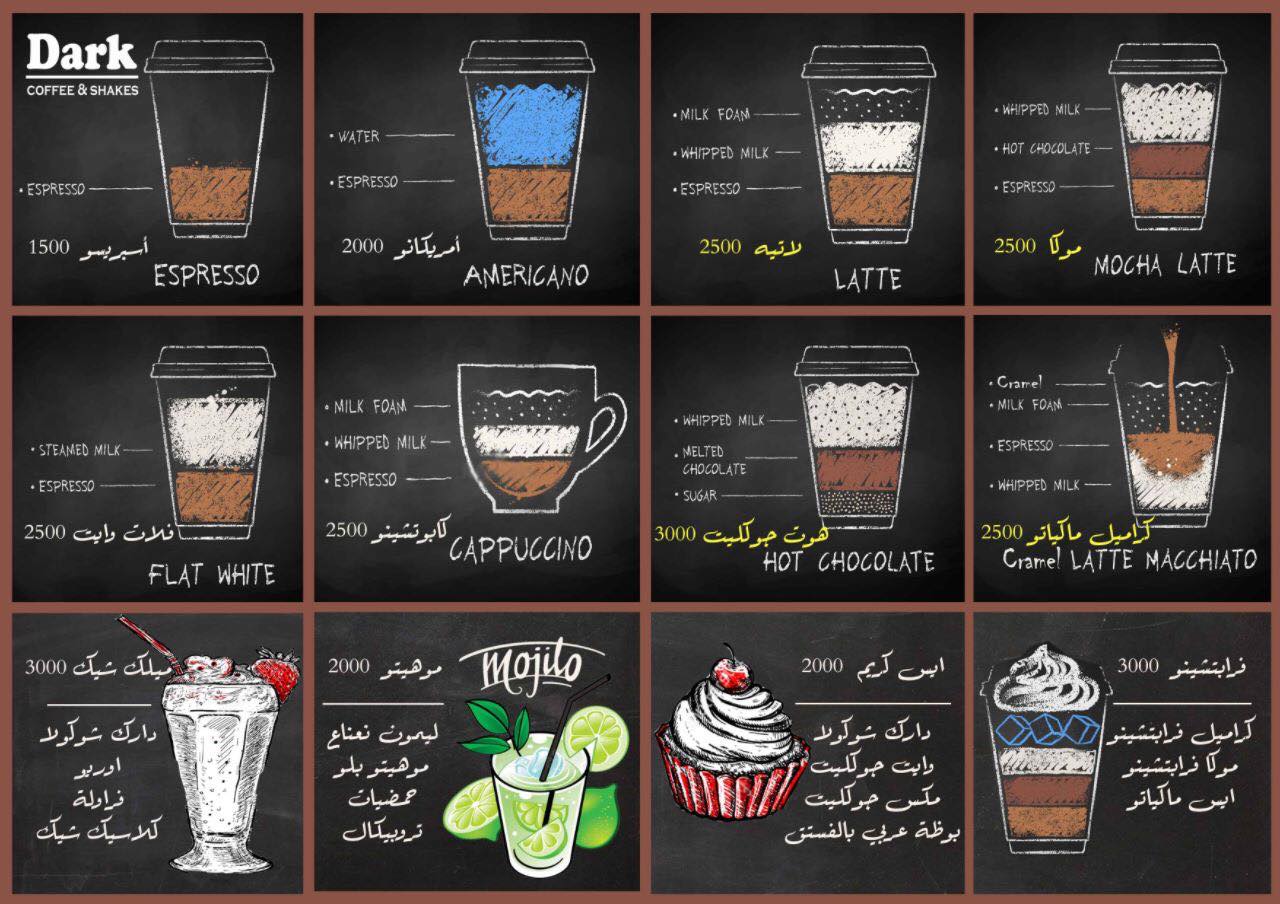 Dark
COFFEE & SHAKES
ESPRESSO
أسبريسو 1500
ESPRESSO
WATER
ESPRESSO
أمريكانو 2000
AMERICANO
MILK FOAM
WHIPPED MILK
ESPRESSO
لاتيه 2500
LATTE
WHIPPED MILK
HOT CHOCOLATE
ESPRESSO
موكا 2500
MOCHA LATTE
STEAMED MILK
ESPRESSO
فلات وايت 2500
FLAT WHITE
MILK FOAM
WHIPPED MILK
ESPRESSO
كابوتشينو 2500
CAPPUCCINO
WHIPPED MILK
MELTED
CHOCOLATE
SUGAR
هوت جوكليت 3000
HOT CHOCOLATE
Cramel
MILK FOAM
ESPRESSO
WHIPPED MILK
كراميل ماكياتو 2500
Cramel LATTE MACCHIATO
ميلك شيك 3000
دارك شوكولا
اوريو
فراولة
كلاسيك شيك
موهيتو 2000
mojito
ليمون نعناع
موهيتو بلو
حمضيات
تروبيكال
ايس كريم 2000
دارك شوكولا
وايت جوكليت
مكس جوكليت
بوظة عربي بالفستق
فرابتشينو 3000
كراميل فرابتشينو
موكا فرابتشينو
ايس ماكياتو